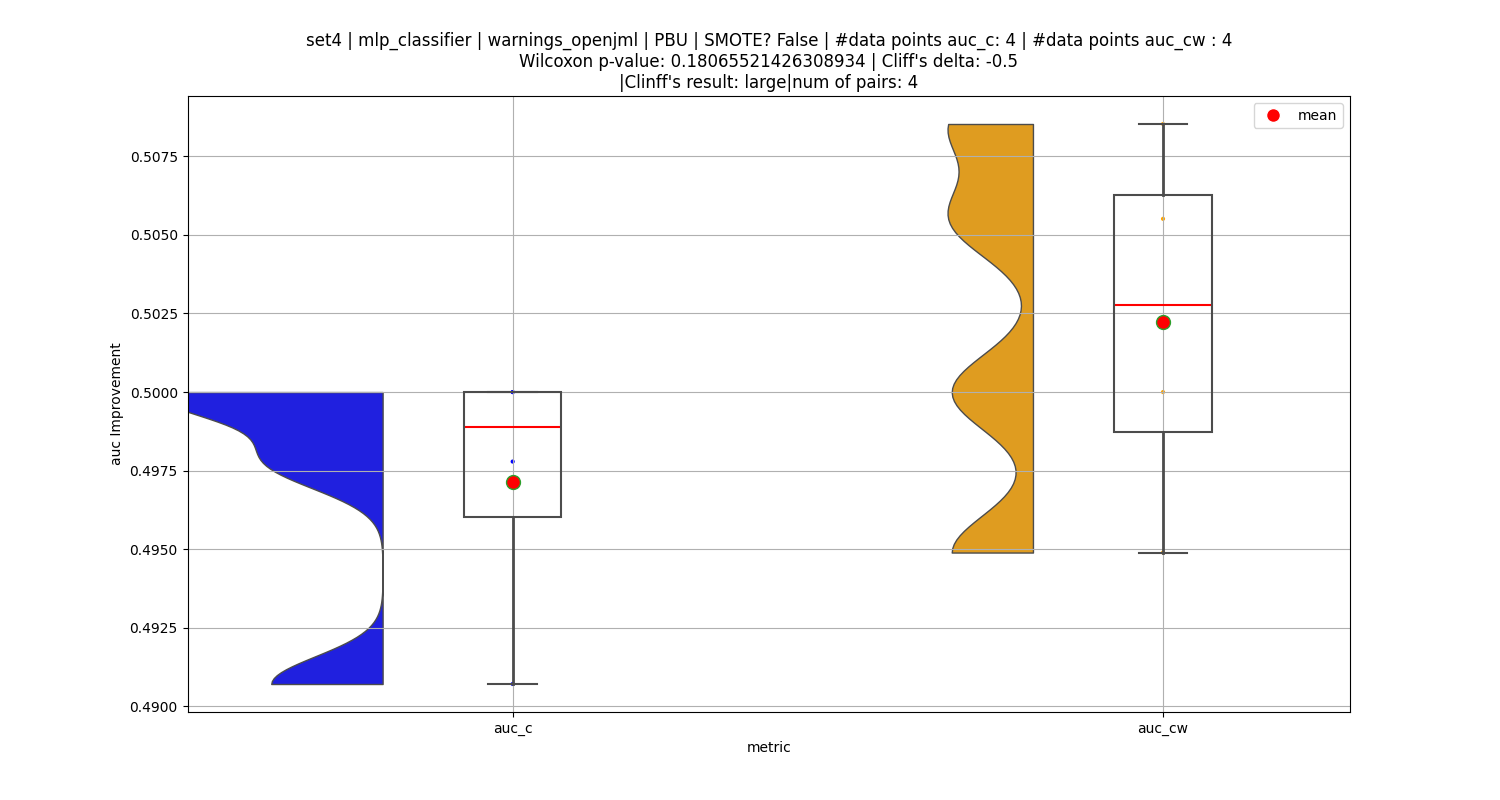 set4 | mlp_classifier | warnings_openjml | PBU | SMOTE? False | #data points auc_c: 4 | #data points auc_cw : 4
Wilcoxon p-value: 0.18065521426308934 | Cliff's delta: -0.5
|Clinff's result: large|num of pairs: 4
mean
0.5075
0.5050
0.5025
0.5000
0.4975
0.4950
0.4925
0.4900
auc Improvement
auc_c
auc_cw
metric